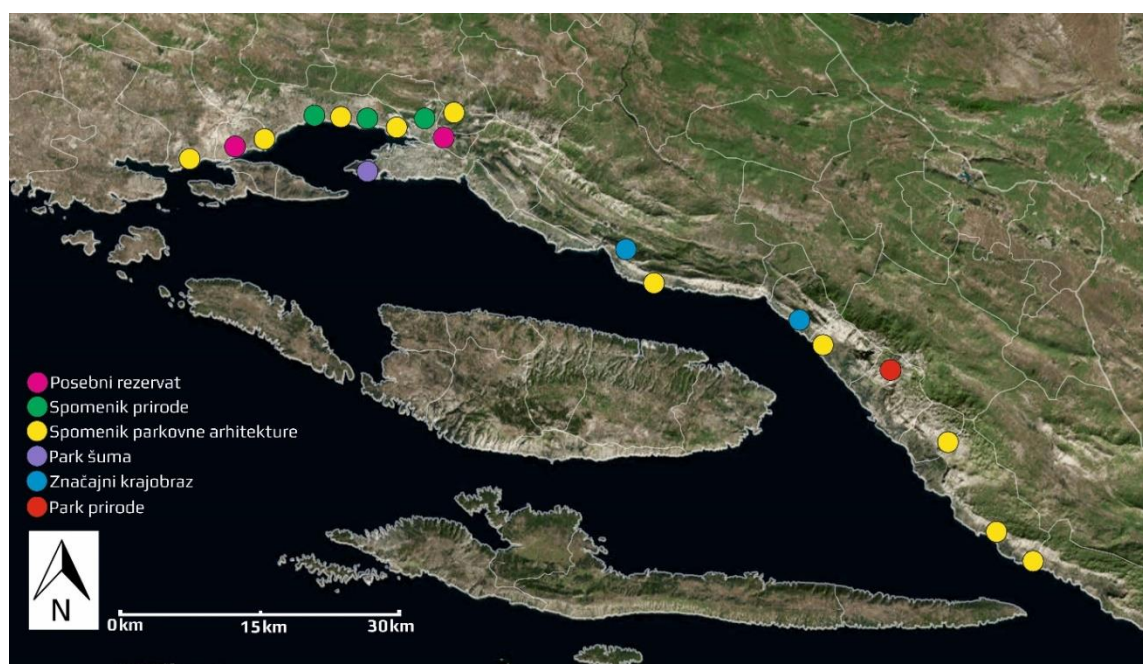 Posebni rezervat
Spomenik prirode
Spomenik parkovne arhitekture
Park šuma
Značajni krajobraz
Park prirode
N
0km 15km 30km